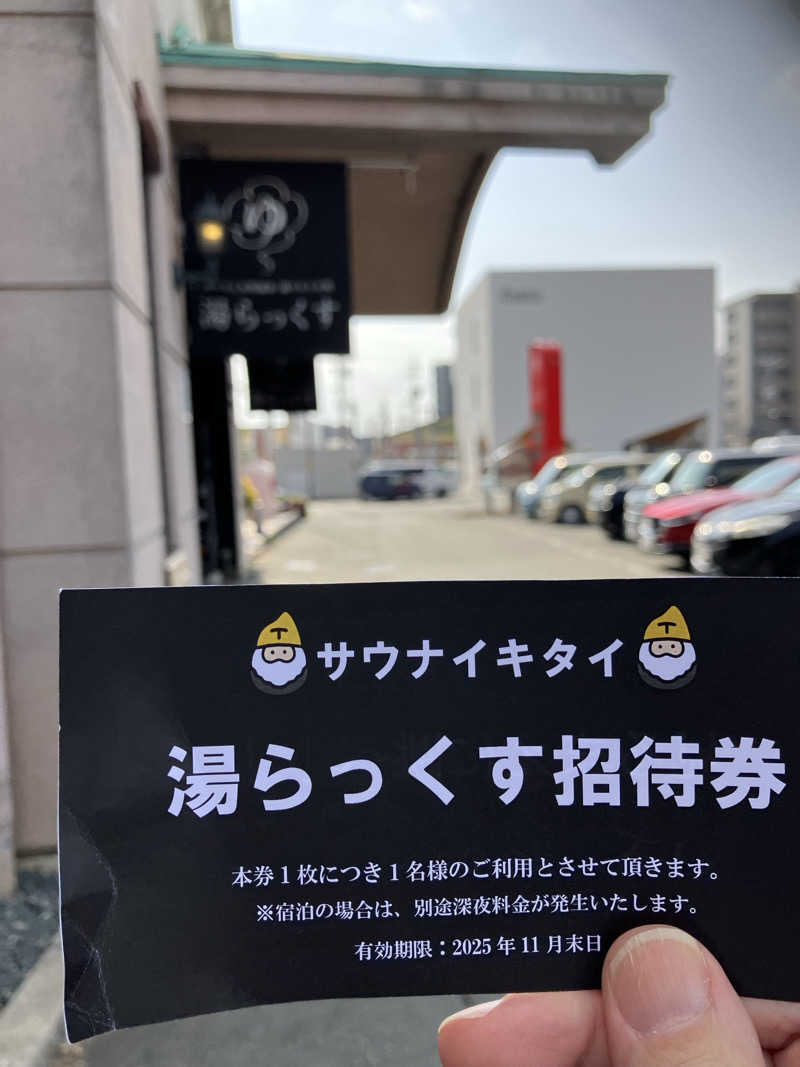 ゆ
湯らっくす
サウナイキタイ
湯らっくす招待券
本券1枚につき1名様のご利用とさせて頂きます。
※宿泊の場合は、別途深夜料金が発生いたします。
有効期限：2025年11月末日